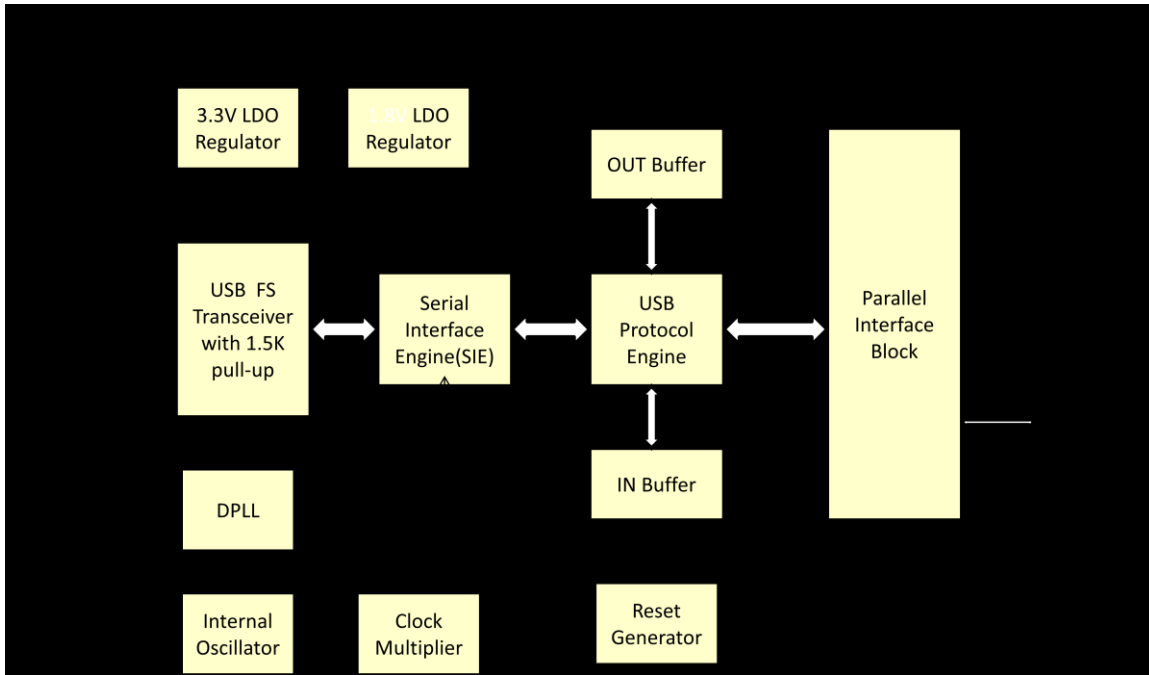 3.3V LDO
Regulator
1.8V LDO
Regulator
OUT Buffer
USB FS
Transceiver
with 1.5K
pull-up
Serial
Interface
Engine(SIE)
USB
Protocol
Engine
Parallel
Interface
Block
IN Buffer
DPLL
Internal
Oscillator
Clock
Multiplier
Reset
Generator